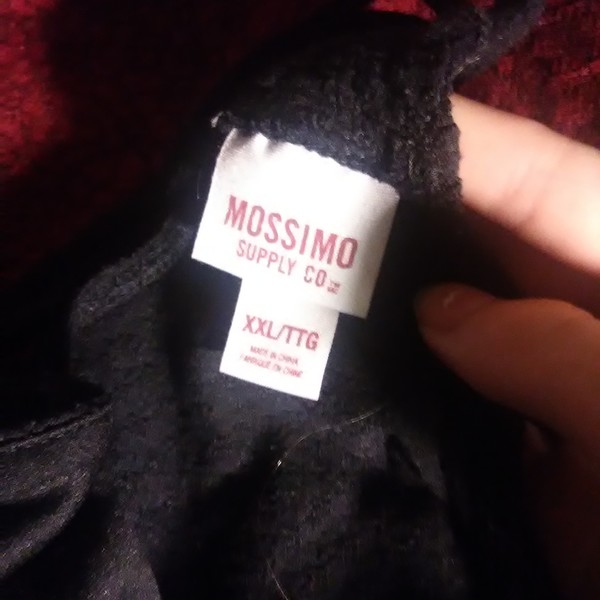 MOSSIMO
SUPPLY CO.
XXL/TTG
MADE IN CHINA
FABRIQUÉ EN CHINE